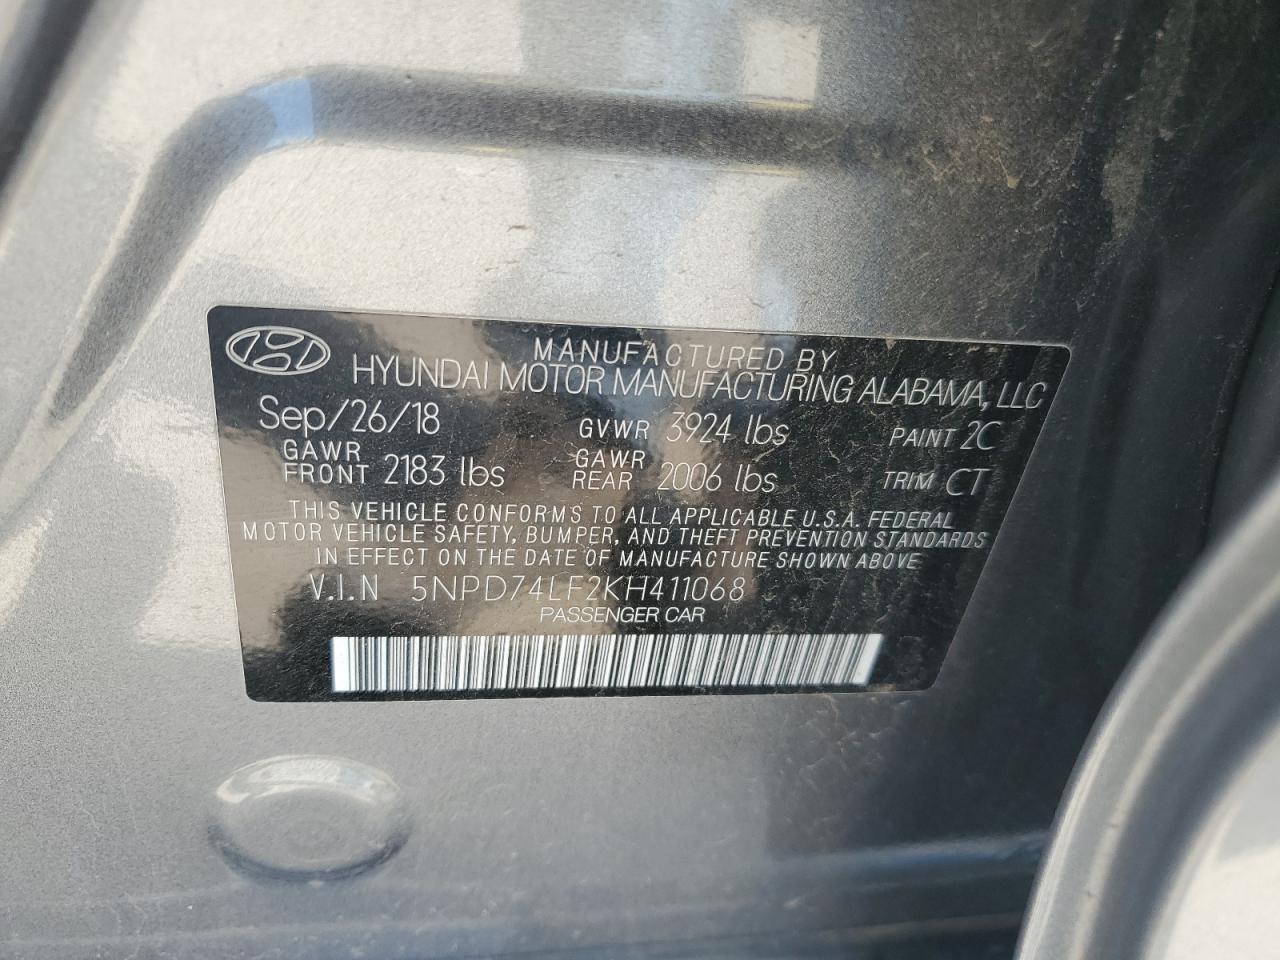 MANUFACTURED BY
HYUNDAI MOTOR MANUFACTURING ALABAMA, LLC
Sep/26/18 GVWR 3924 lbs PAINT 2C
GAWR FRONT 2183 lbs GAWR REAR 2006 lbs TRIM CT
THIS VEHICLE CONFORMS TO ALL APPLICABLE U.S.A. FEDERAL
MOTOR VEHICLE SAFETY, BUMPER, AND THEFT PREVENTION STANDARDS
IN EFFECT ON THE DATE OF MANUFACTURE SHOWN ABOVE
V.I.N 5NPD74LF2KH411068
PASSENGER CAR